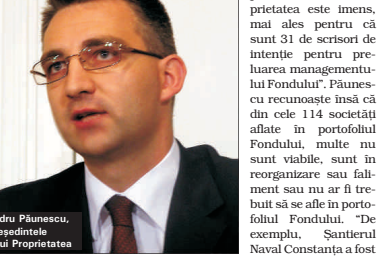 prietatea este imens,
mai ales pentru că
sunt 31 de scrisori de
intenție pentru pre-
luarea managementu-
lui Fondului”. Păunes-
cu recunoaște însă că
din cele 114 societăți
aflate în portofoliul
Fondului, multe nu
sunt viabile, sunt în
reorganizare sau fali-
ment sau nu ar fi tre-
buit să se afle în porto-
foliul Fondului. “De
exemplu, Șantierul
Naval Constanța a fost
dru Păunescu,
eședintele
ui Proprietatea